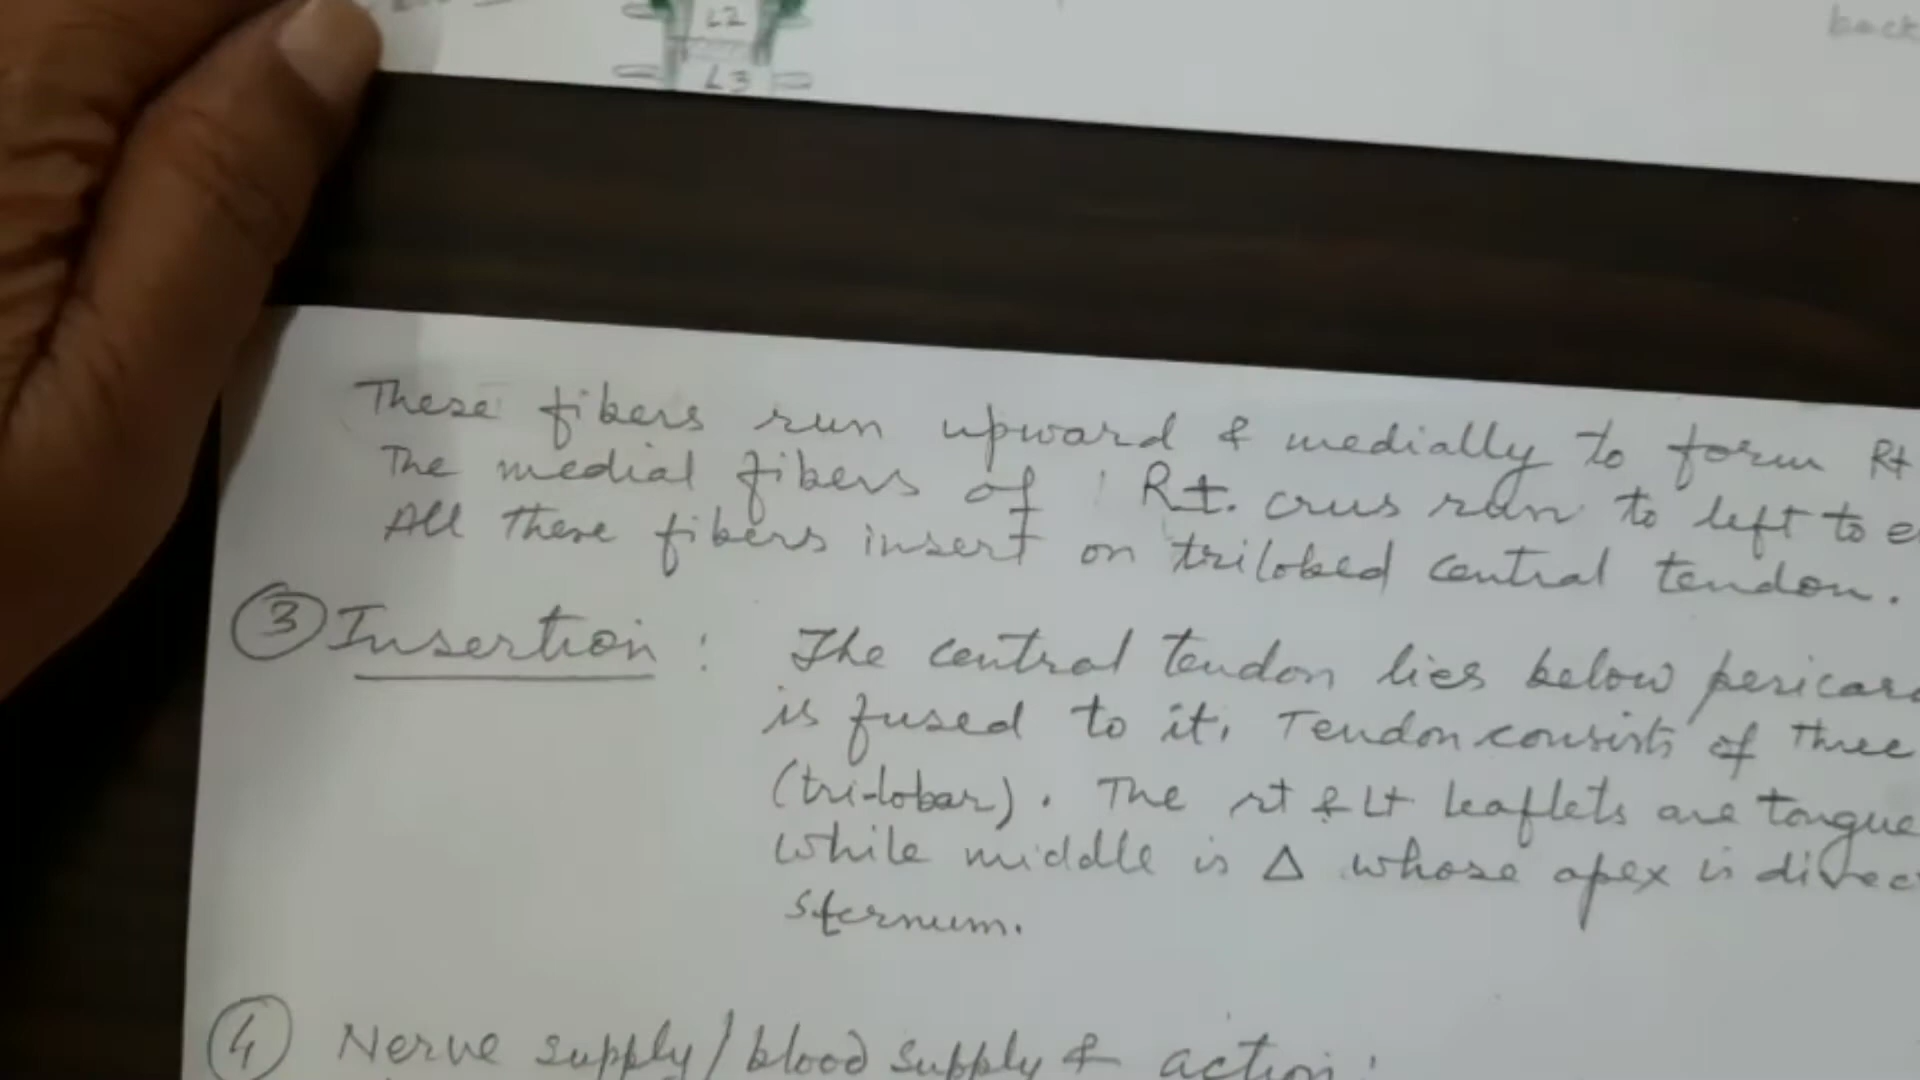 L2
back
L3
These fibers run upward & medially to form Rt
The medial fibers of Rt. crus run to left to e
All these fibers insert on trilobed central tendon.
③ Insertion : The central tendon lies below pericar
is fused to it. Tendon consists of three
(tri-lobar). The rt & Lt leaflets are tongue
while middle is Δ whose apex is direc
sternum.
④ Nerve supply/blood supply & action: